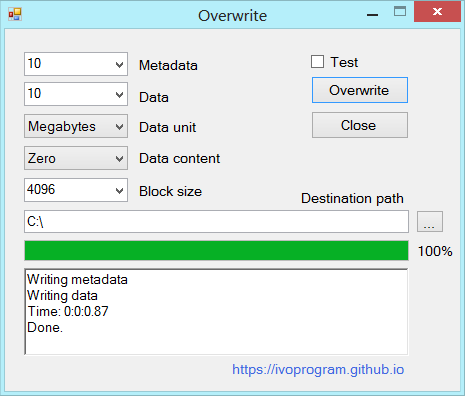 Overwrite
10 Metadata
Test
10 Data
Overwrite
Megabytes Data unit
Close
Zero Data content
4096 Block size
Destination path
C:\
...
100%
Writing metadata
Writing data
Time: 0:0:0.87
Done.
https://ivoprogram.github.io